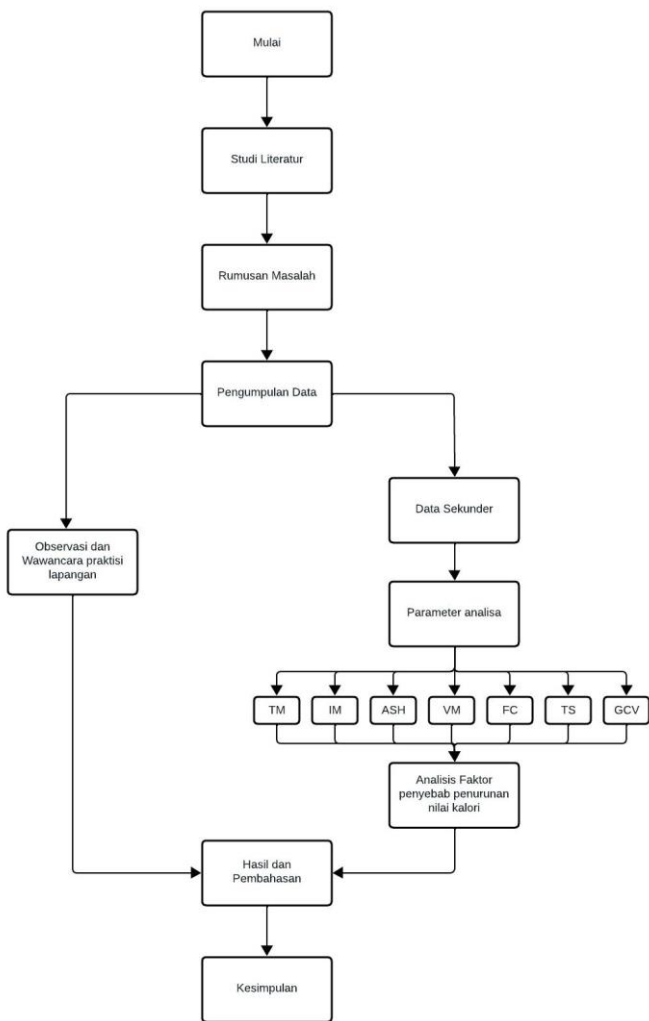 Mulai
Studi Literatur
Rumusan Masalah
Pengumpulan Data
Data Sekunder
Observasi dan
Wawancara praktisi
lapangan
Parameter analisa
TM
IM
ASH
VM
FC
TS
GCV
Analisis Faktor
penyebab penurunan
nilai kalori
Hasil dan
Pembahasan
Kesimpulan